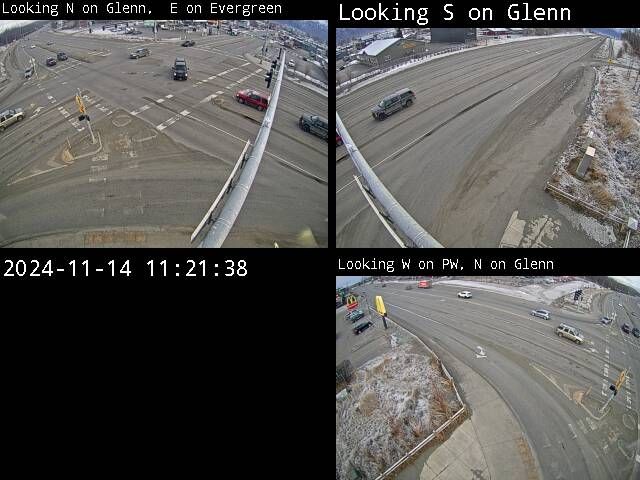 Looking N on Glenn,  E on Evergreen
Looking S on Glenn
2024-11-14 11:21:38
Looking W on PW, N on Glenn